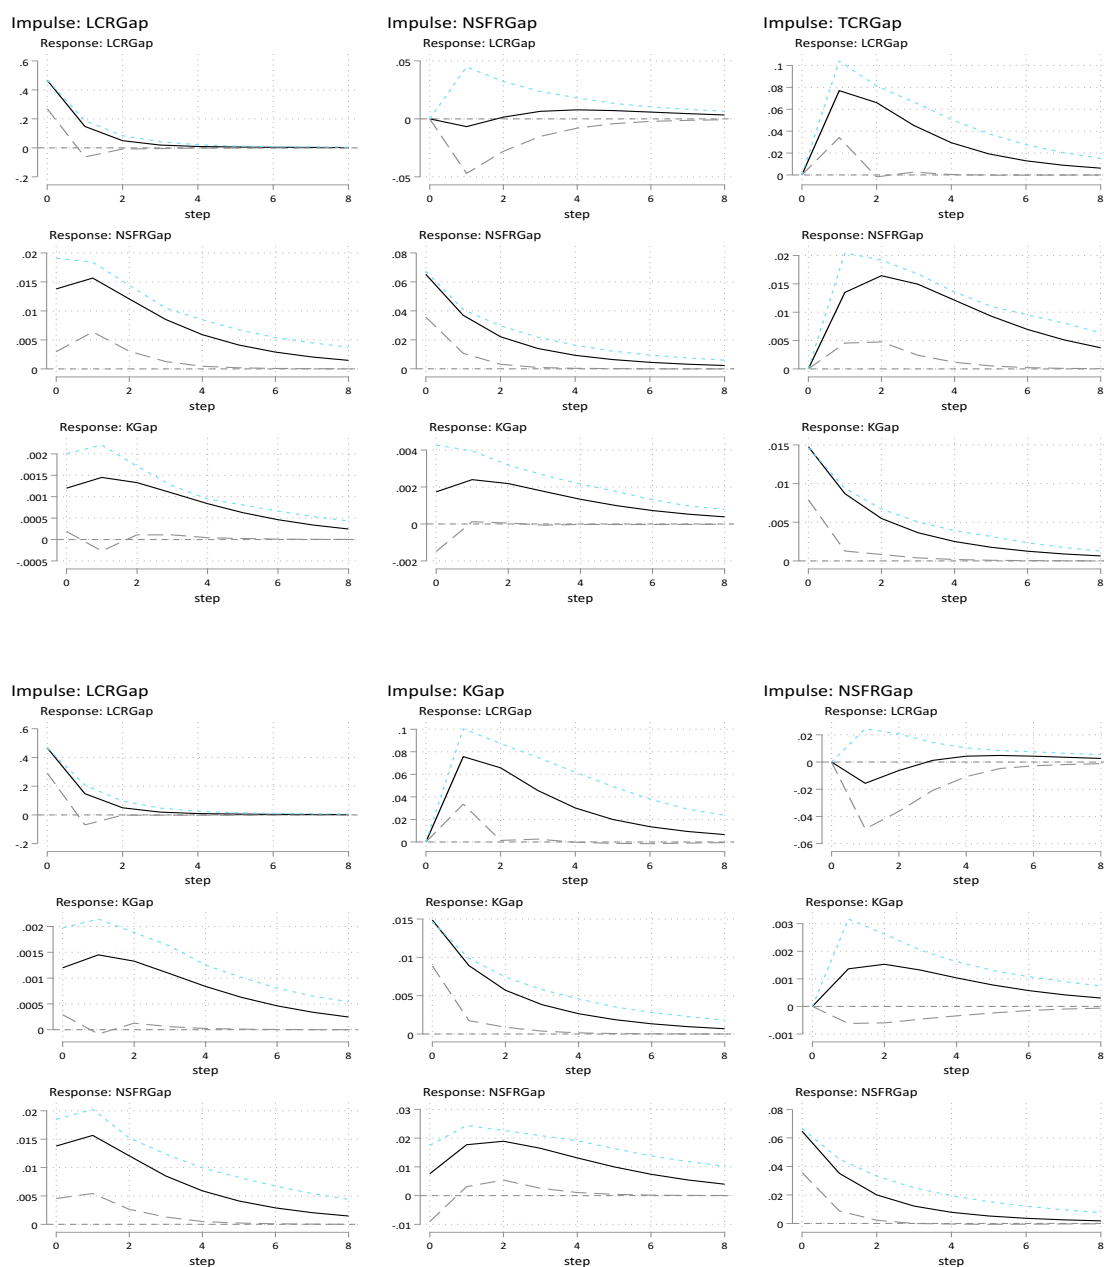 Impulse: LCRGap
Response: LCRGap
.6
.4
.2
0
-.2
0 2 4 6 8
step
Response: NSFRGap
.02
.015
.01
.005
0
0 2 4 6 8
step
Response: KGap
.002
.0015
.001
.0005
0
-.0005
0 2 4 6 8
step
Impulse: NSFRGap
Response: LCRGap
.05
0
-.05
0 2 4 6 8
step
Response: NSFRGap
.08
.06
.04
.02
0
0 2 4 6 8
step
Response: KGap
.004
.002
0
-.002
0 2 4 6 8
step
Impulse: TCRGap
Response: LCRGap
.1
.08
.06
.04
.02
0
0 2 4 6 8
step
Response: NSFRGap
.02
.015
.01
.005
0
0 2 4 6 8
step
Response: KGap
.015
.01
.005
0
0 2 4 6 8
step
Impulse: LCRGap
Response: LCRGap
.6
.4
.2
0
-.2
0 2 4 6 8
step
Response: KGap
.002
.0015
.001
.0005
0
0 2 4 6 8
step
Response: NSFRGap
.02
.015
.01
.005
0
0 2 4 6 8
step
Impulse: KGap
Response: LCRGap
.1
.08
.06
.04
.02
0
0 2 4 6 8
step
Response: KGap
.015
.01
.005
0
0 2 4 6 8
step
Response: NSFRGap
.03
.02
.01
0
-.01
0 2 4 6 8
step
Impulse: NSFRGap
Response: LCRGap
.02
0
-.02
-.04
-.06
0 2 4 6 8
step
Response: KGap
.003
.002
.001
0
-.001
0 2 4 6 8
step
Response: NSFRGap
.08
.06
.04
.02
0
0 2 4 6 8
step